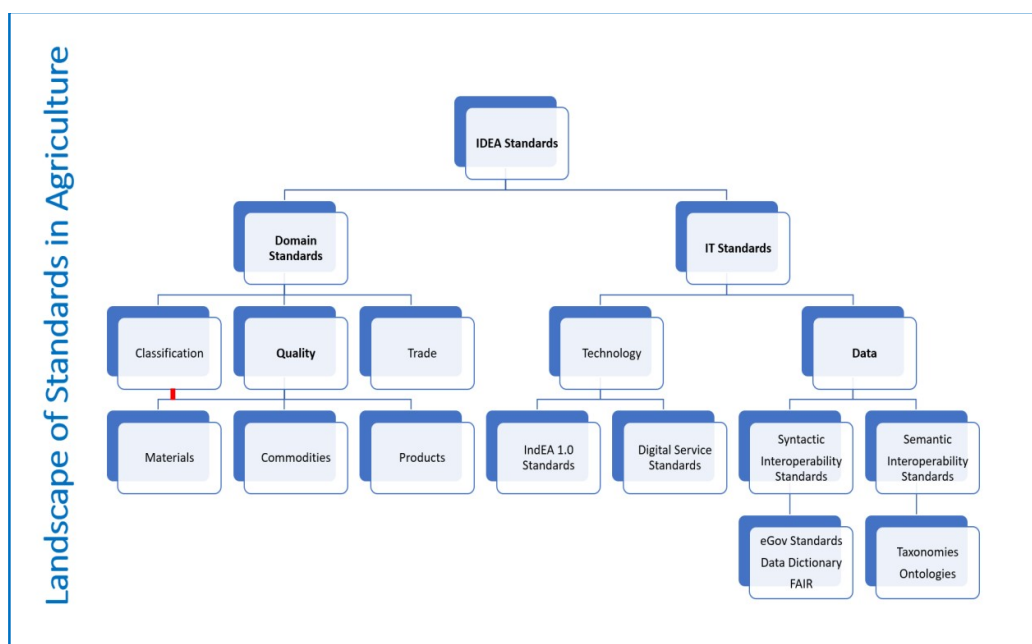 Landscape of Standards in Agriculture
IDEA Standards
Domain
Standards
IT Standards
Classification
Quality
Trade
Technology
Data
Materials
Commodities
Products
IndEA 1.0
Standards
Digital Service
Standards
Syntactic
Interoperability
Standards
Semantic
Interoperability
Standards
eGov Standards
Data Dictionary
FAIR
Taxonomies
Ontologies